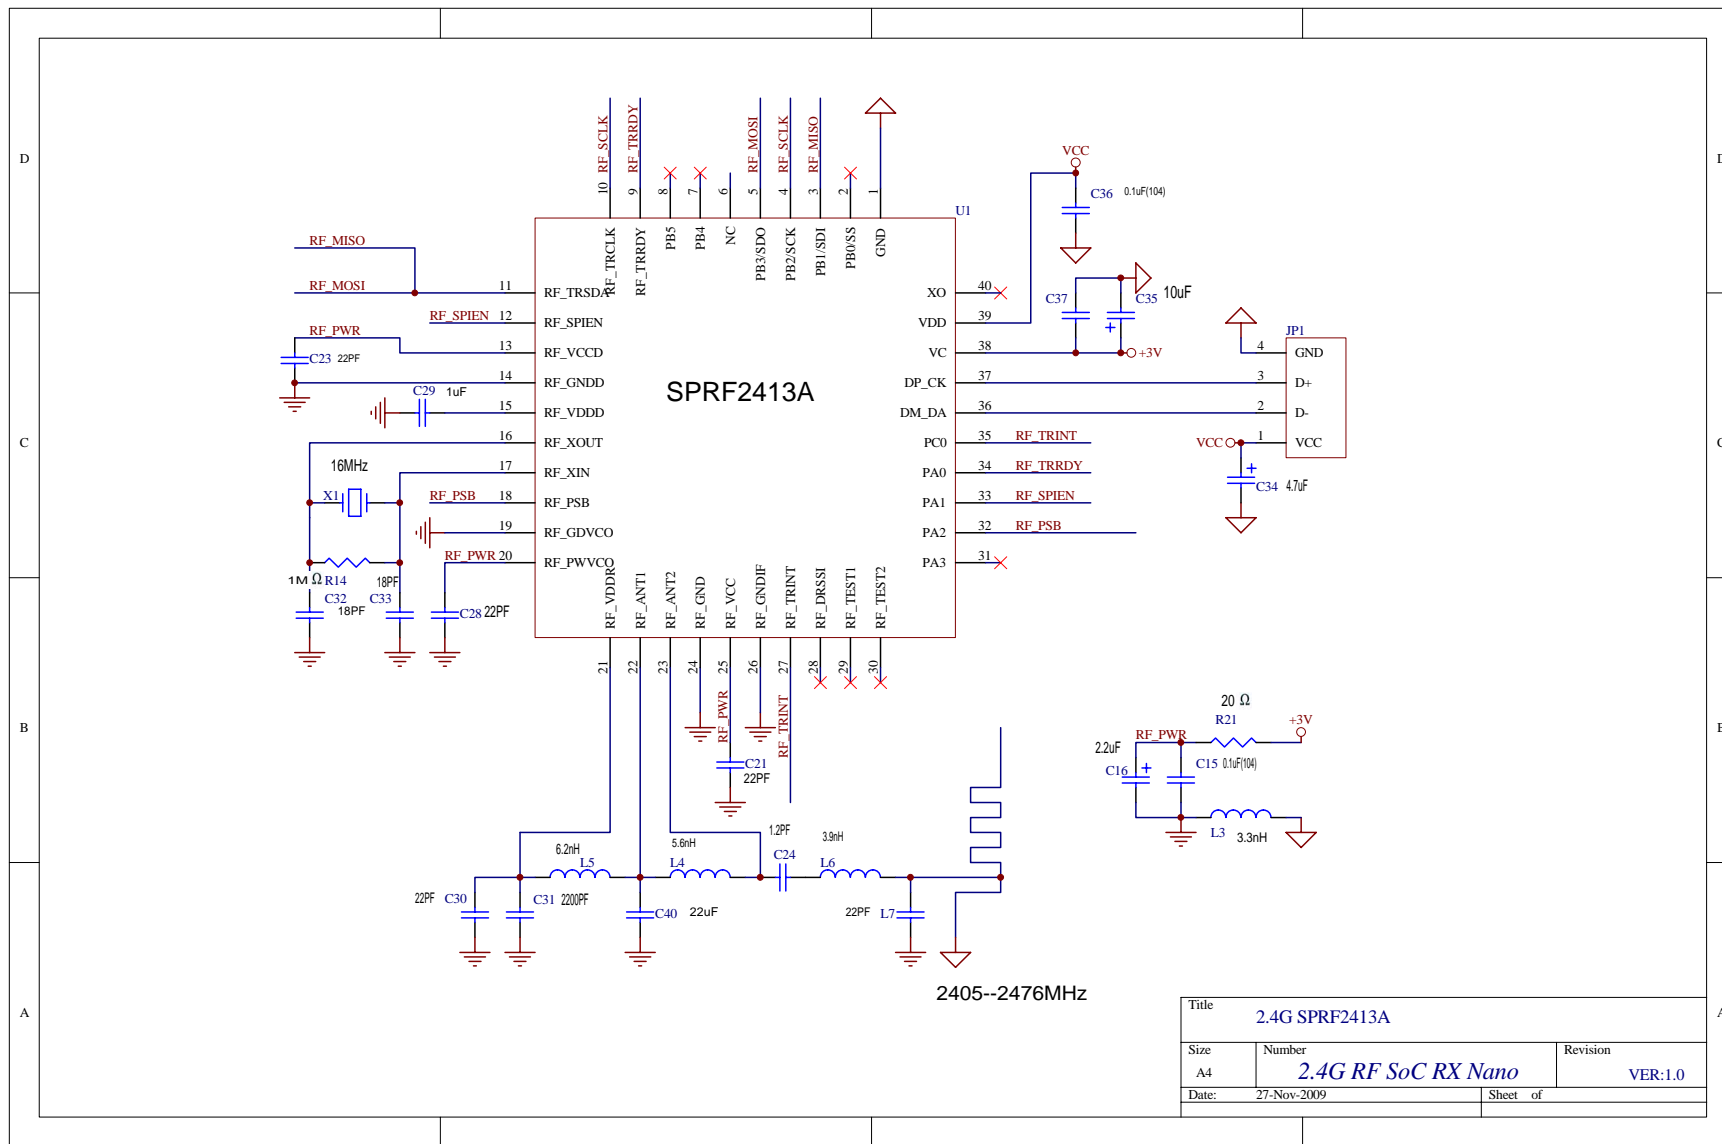 D
D
C
C
B
B
A
A
RF_SCLK
RF_TRRDY
RF_MOSI
RF_SCLK
RF_MISO
10
9
8
7
6
5
4
3
2
1
U1
RF_TRCLK
RF_TRRDY
PB5
PB4
NC
PB3/SDO
PB2/SCK
PB1/SDI
PB0/SS
GND
RF_MISO
RF_MOSI
11
RF_TRSDA
RF_SPIEN
12
RF_SPIEN
RF_PWR
13
RF_VCCD
C23
22PF
14
RF_GNDD
C29
1uF
15
RF_VDDD
16
RF_XOUT
16MHz
17
RF_XIN
X1
RF_PSB
18
RF_PSB
19
RF_GDVCO
RF_PWR
20
RF_PWVCO
1M Ω
R14
18PF
C32
C33
18PF
C28
22PF
SPRF2413A
XO
40
VDD
39
VC
38
DP_CK
37
DM_DA
36
PC0
35
RF_TRINT
PA0
34
RF_TRRDY
PA1
33
RF_SPIEN
PA2
32
RF_PSB
PA3
31
VCC
C36
0.1uF(104)
C37
C35
10uF
+3V
JP1
4
GND
3
D+
2
D-
1
VCC
VCC
C34
4.7uF
RF_VDDR
RF_ANT1
RF_ANT2
RF_GND
RF_VCC
RF_GNDIF
RF_TRINT
RF_DRSSI
RF_TEST1
RF_TEST2
21
22
23
24
25
26
27
28
29
30
RF_PWR
RF_TRINT
C21
22PF
20 Ω
R21
+3V
RF_PWR
2.2uF
C16
C15
0.1uF(104)
L3
3.3nH
6.2nH
L5
5.6nH
L4
1.2PF
C24
3.9nH
L6
22PF
C30
C31
2200PF
C40
22uF
22PF
L7
2405--2476MHz
Title
2.4G SPRF2413A
Size
Number
Revision
A4
2.4G RF SoC RX Nano
VER:1.0
Date:
27-Nov-2009
Sheet of